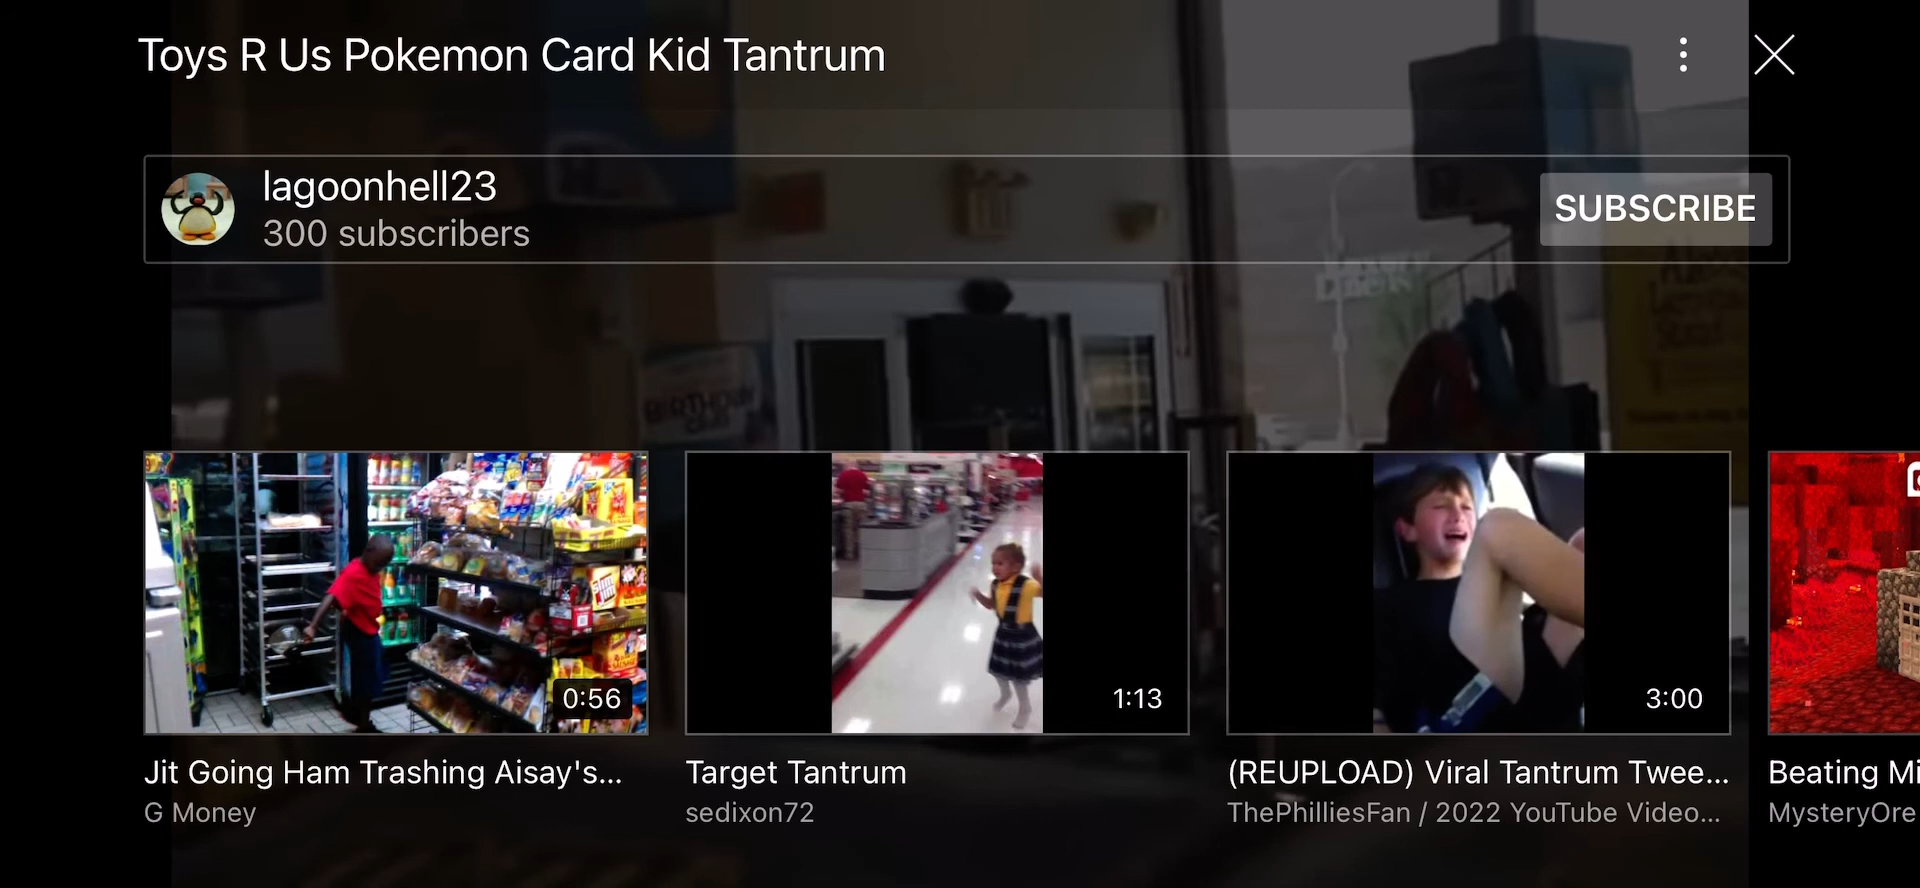 Toys R Us Pokemon Card Kid Tantrum
lagoonhell23
300 subscribers
SUBSCRIBE
BIRTHDAY
0:56
1:13
3:00
Jit Going Ham Trashing Aisay's...
G Money
Target Tantrum
sedixon72
(REUPLOAD) Viral Tantrum Twee...
ThePhilliesFan / 2022 YouTube Video...
Beating Mi
MysteryOre